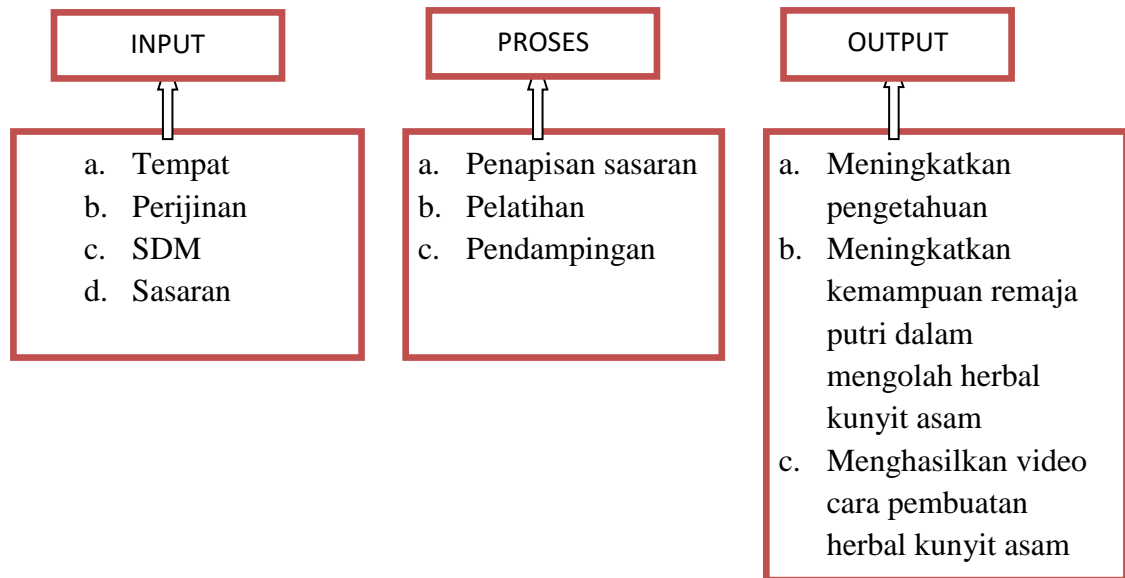 INPUT
a. Tempat
b. Perijinan
c. SDM
d. Sasaran
PROSES
a. Penapisan sasaran
b. Pelatihan
c. Pendampingan
OUTPUT
a. Meningkatkan
pengetahuan
b. Meningkatkan
kemampuan remaja
putri dalam
mengolah herbal
kunyit asam
c. Menghasilkan video
cara pembuatan
herbal kunyit asam